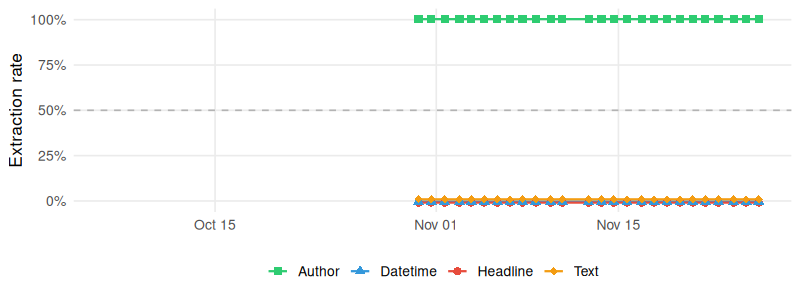 100%
75%
50%
25%
0%
Extraction rate
Oct 15 Nov 01 Nov 15
Author Datetime Headline Text